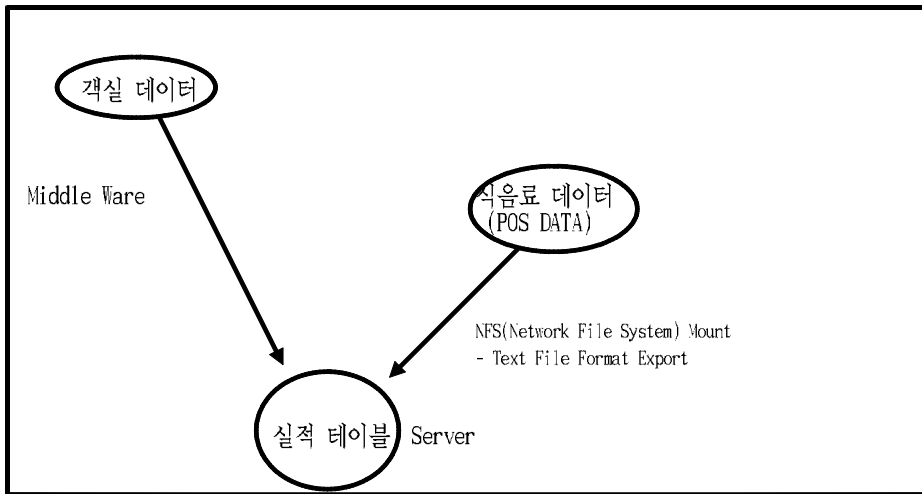 객실 데이터
Middle Ware
식음료 데이터
(POS DATA)
NFS(Network File System) Mount
- Text File Format Export
실적 테이블
Server